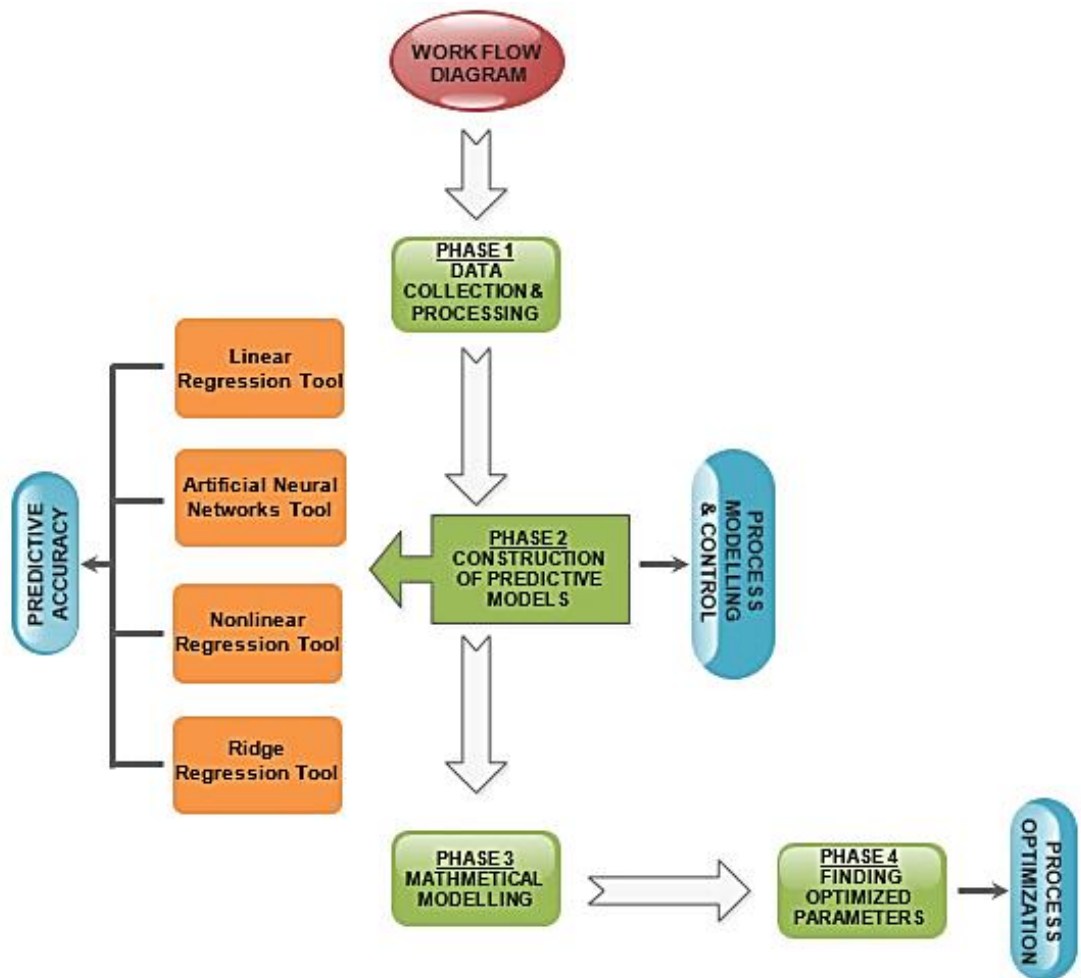 WORK FLOW
DIAGRAM
PHASE 1
DATA
COLLECTION &
PROCESSING
Linear
Regression Tool
Artificial Neural
Networks Tool
Nonlinear
Regression Tool
Ridge
Regression Tool
PREDICTIVE
ACCURACY
PHASE 2
CONSTRUCTION
OF PREDICTIVE
MODELS
PROCESS
MODELLING
& CONTROL
PHASE 3
MATHMETICAL
MODELLING
PHASE 4
FINDING
OPTIMIZED
PARAMETERS
PROCESS
OPTIMIZATION